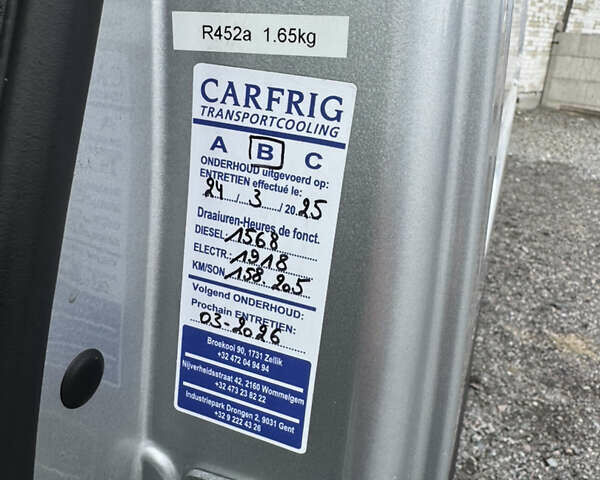 R452a 1.65kg
CARFRIG
TRANSPORTCOOLING
A B C
ONDERHOUD uitgevoerd op:
ENTRETIEN effectué le:
24/3/2025
Draaiuren-Heures de fonct.
DIESEL: 1568
ELECTR.: 1918
KM/SON 158.205
Volgend ONDERHOUD:
Prochain ENTRETIEN:
03-2026
Broekooi 90, 1731 Zellik
+32 472 04 94 94
Nijverheidsstraat 42, 2160 Wommelgem
+32 473 23 82 22
Industriepark Drongen 2, 9031 Gent
+32 9 222 43 26